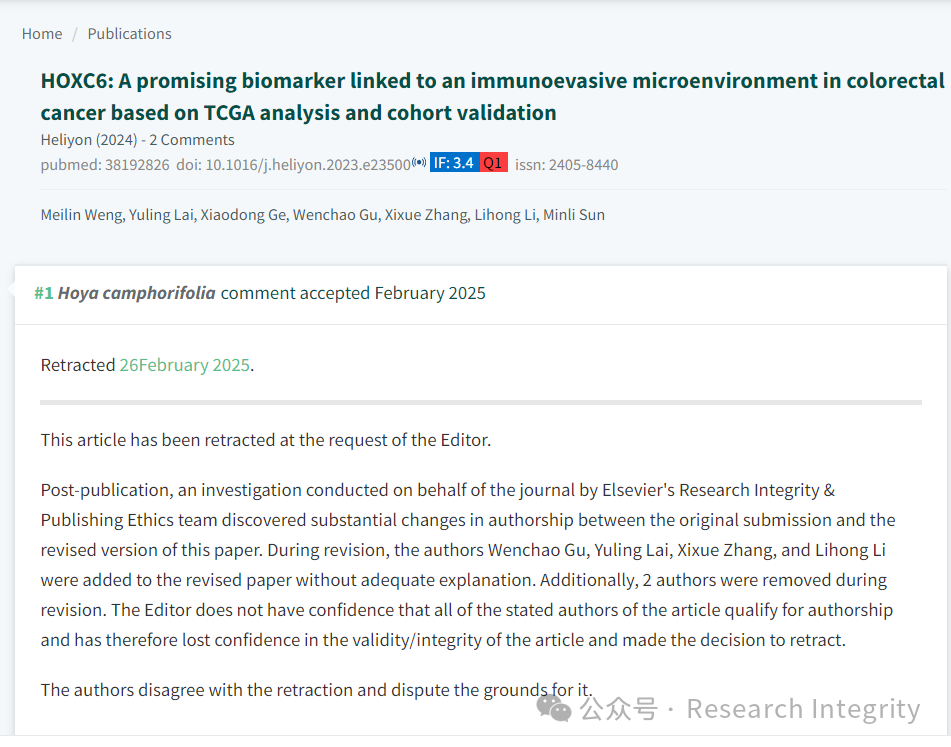 Home / Publications
HOXC6: A promising biomarker linked to an immunoevasive microenvironment in colorectal
cancer based on TCGA analysis and cohort validation
Heliyon (2024) - 2 Comments
pubmed: 38192826 doi: 10.1016/j.heliyon.2023.e23500 IF: 3.4 Q1 issn: 2405-8440
Meilin Weng, Yuling Lai, Xiaodong Ge, Wenchao Gu, Xixue Zhang, Lihong Li, Minli Sun
#1 Hoya camphorifolia comment accepted February 2025
Retracted 26February 2025.
This article has been retracted at the request of the Editor.
Post-publication, an investigation conducted on behalf of the journal by Elsevier's Research Integrity &
Publishing Ethics team discovered substantial changes in authorship between the original submission and the
revised version of this paper. During revision, the authors Wenchao Gu, Yuling Lai, Xixue Zhang, and Lihong Li
were added to the revised paper without adequate explanation. Additionally, 2 authors were removed during
revision. The Editor does not have confidence that all of the stated authors of the article qualify for authorship
and has therefore lost confidence in the validity/integrity of the article and made the decision to retract.
The authors disagree with the retraction and dispute the grounds for it.
公众号 · Research Integrity